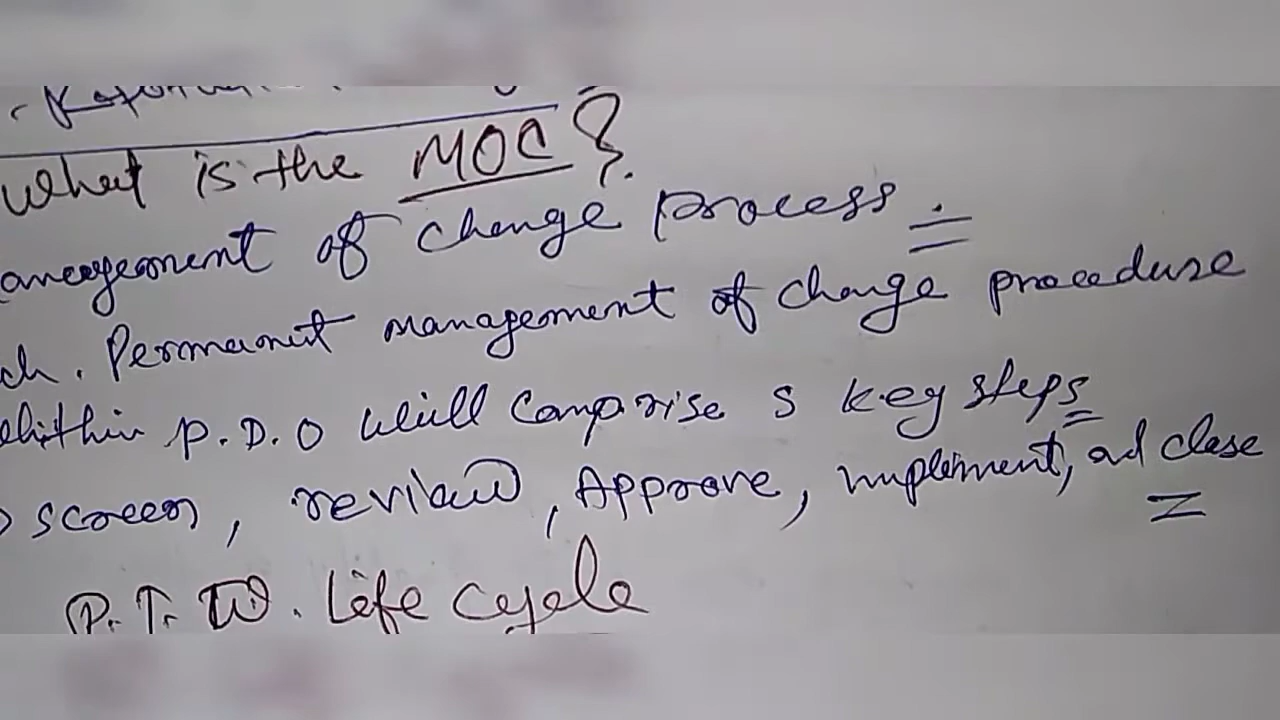 What is the MOC?
anagement of change process
ch. Permanent management of change procedure
Within P.D.O will Comprise 5 key steps
screen, review, Approve, implement, ad close
P.T.W. Life Cycle